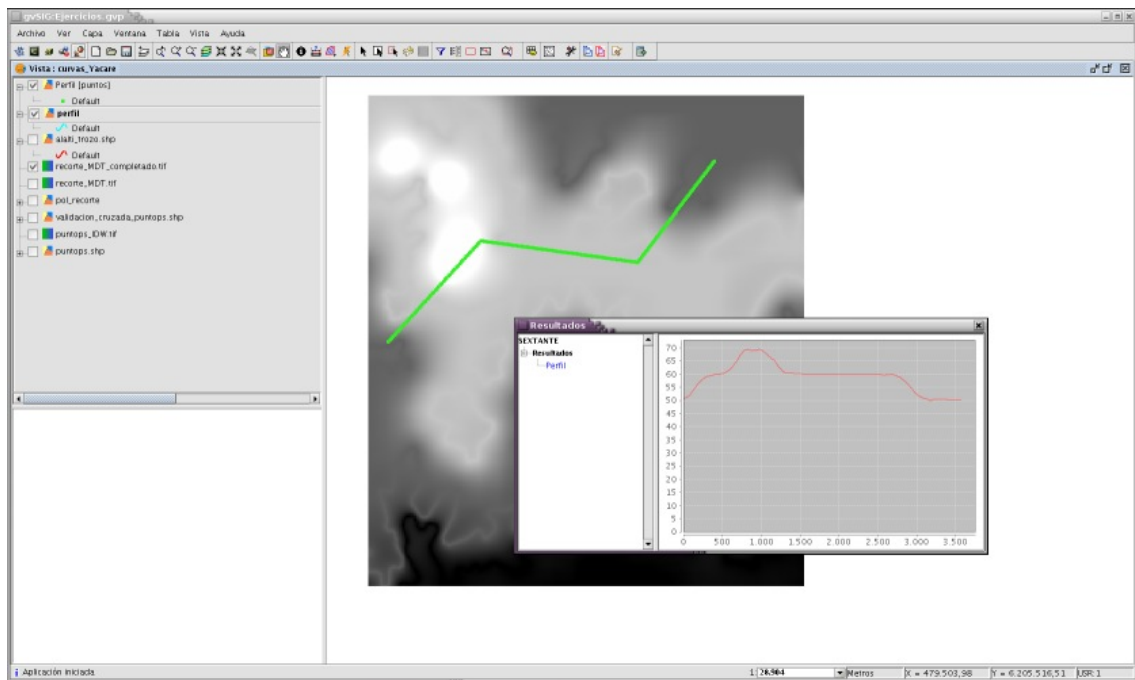 gvSIG:Ejercicios.gvp
Archivo Ver Capa Ventana Tabla Vista Ayuda
Vista : curvas_Yacare
Perfil [puntos]
Default
perfil
Default
Default
recorte_MDT_completado.tif
recorte_MDT.tif
pol_recorte
validacion_cruzada_puntops.shp
puntops_IDW.tif
puntops.shp
Resultados
SEXTANTE
Resultados
Perfil
70
65
60
55
50
45
40
35
30
25
20
15
10
5
0
0 500 1.000 1.500 2.000 2.500 3.000 3.500
Aplicación iniciada
1: 28.904 Metros X = 479.503,98 Y = 6.205.516,51 USR:1